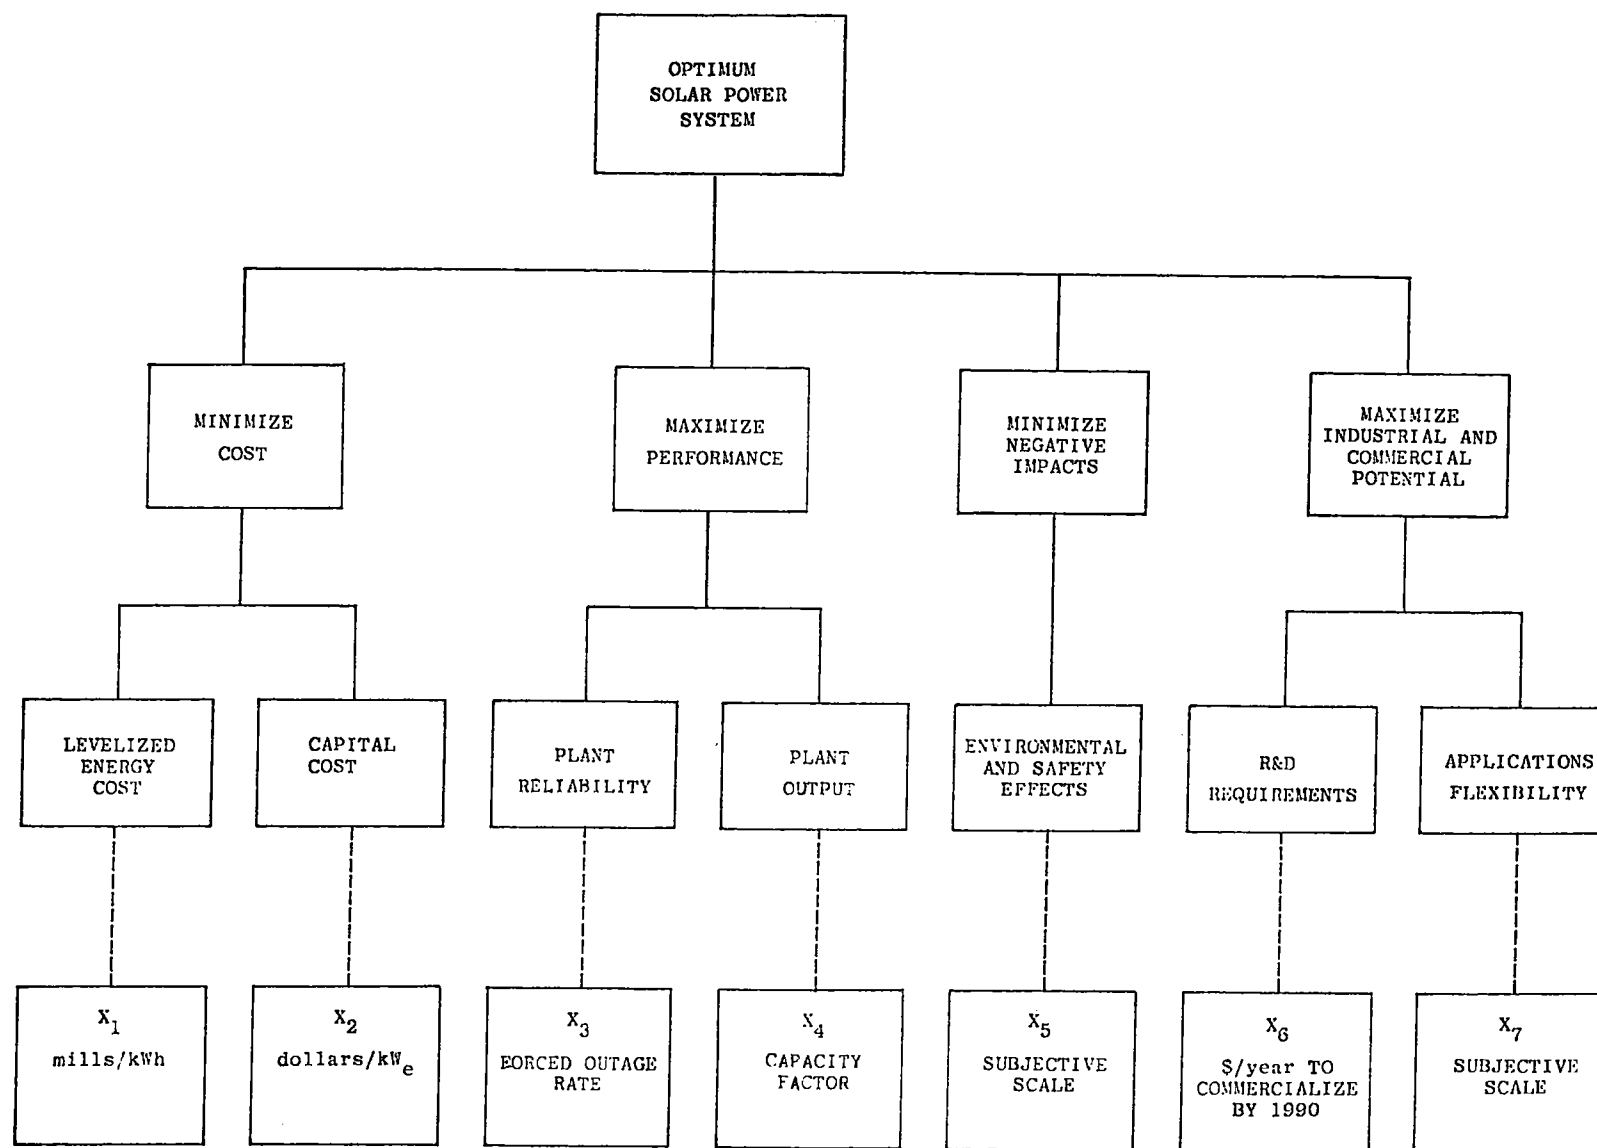 OPTIMUM
SOLAR POWER
SYSTEM
MINIMIZE
COST
MAXIMIZE
PERFORMANCE
MINIMIZE
NEGATIVE
IMPACTS
MAXIMIZE
INDUSTRIAL AND
COMMERCIAL
POTENTIAL
LEVELIZED
ENERGY
COST
CAPITAL
COST
PLANT
RELIABILITY
PLANT
OUTPUT
ENVIRONMENTAL
AND SAFETY
EFFECTS
R&D
REQUIREMENTS
APPLICATIONS
FLEXIBILITY
X1
mills/kWh
X2
dollars/kWe
X3
FORCED OUTAGE
RATE
X4
CAPACITY
FACTOR
X5
SUBJECTIVE
SCALE
X6
$/year TO
COMMERCIALIZE
BY 1990
X7
SUBJECTIVE
SCALE